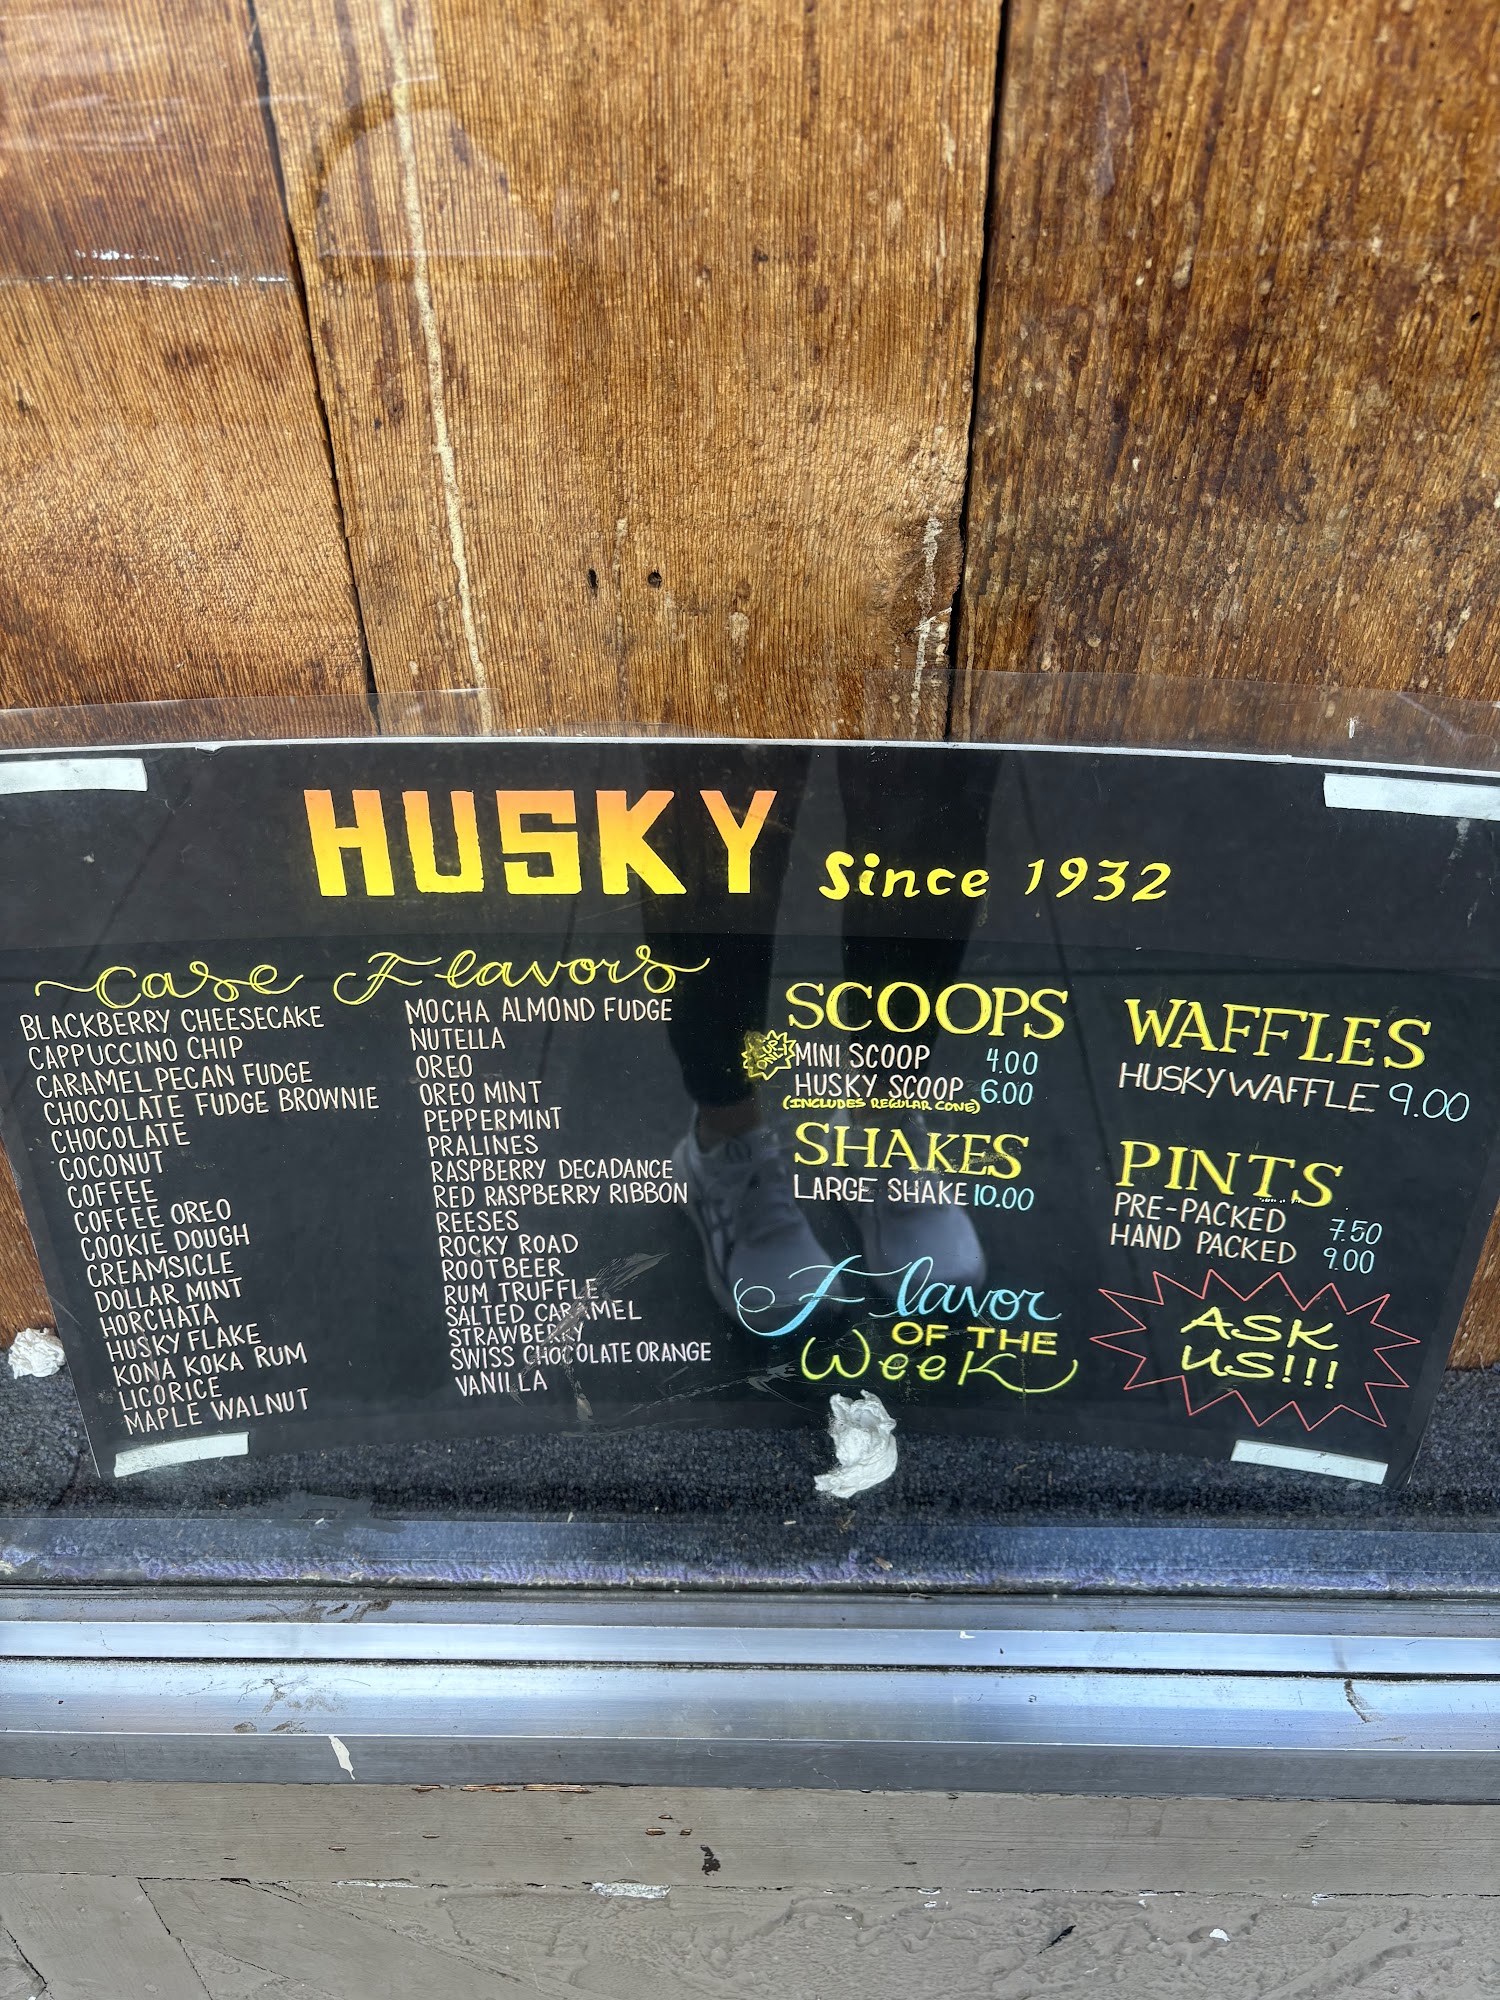 HUSKY Since 1932
Case Flavors
BLACKBERRY CHEESECAKE
CAPPUCCINO CHIP
CARAMEL PECAN FUDGE
CHOCOLATE FUDGE BROWNIE
CHOCOLATE
COCONUT
COFFEE
COFFEE OREO
COOKIE DOUGH
CREAMSICLE
DOLLAR MINT
HORCHATA
HUSKY FLAKE
KONA KOKA RUM
LICORICE
MAPLE WALNUT
MOCHA ALMOND FUDGE
NUTELLA
OREO
OREO MINT
PEPPERMINT
PRALINES
RASPBERRY DECADANCE
RED RASPBERRY RIBBON
REESES
ROCKY ROAD
ROOTBEER
RUM TRUFFLE
SALTED CARAMEL
STRAWBERRY
SWISS CHOCOLATE ORANGE
VANILLA
SCOOPS
MINI SCOOP 4.00
HUSKY SCOOP 6.00
(INCLUDES REGULAR CONE)
SHAKES
LARGE SHAKE 10.00
Flavor
OF THE
Week
WAFFLES
HUSKY WAFFLE 9.00
PINTS
PRE-PACKED 7.50
HAND PACKED 9.00
ASK
US!!!